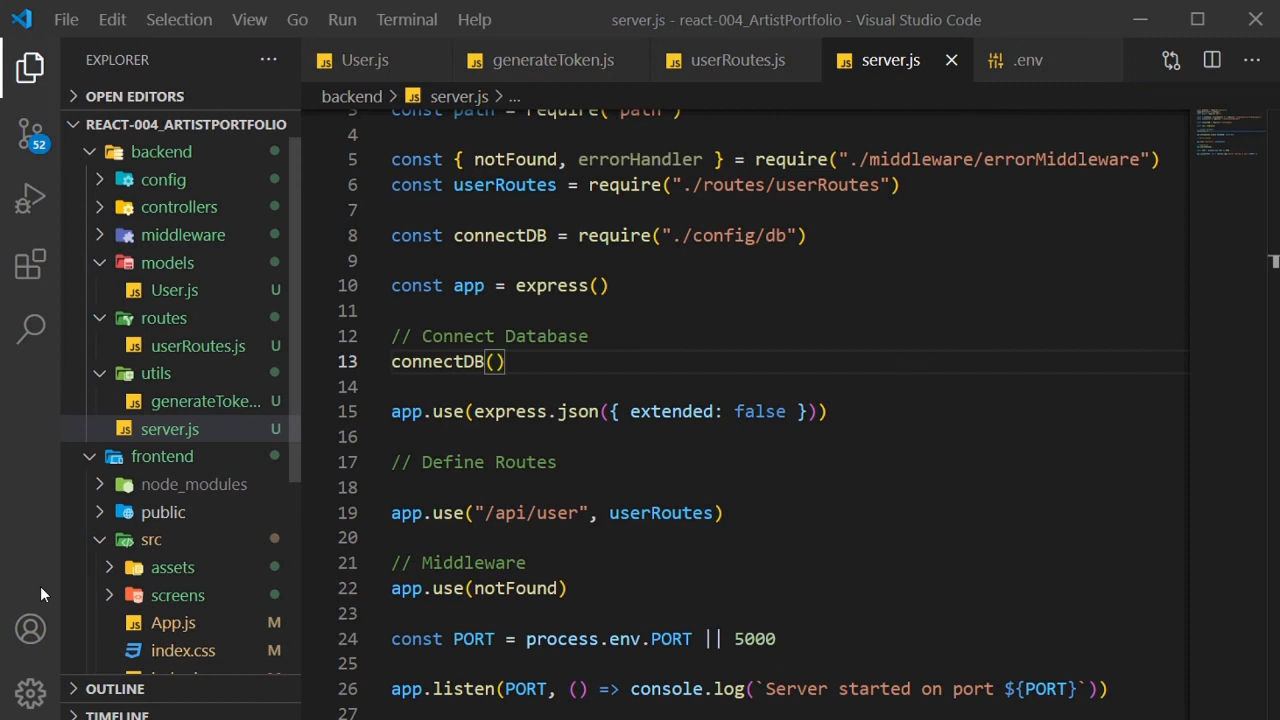 File Edit Selection View Go Run Terminal Help server.js - react-004_ArtistPortfolio - Visual Studio Code
EXPLORER
User.js generateToken.js userRoutes.js server.js .env
OPEN EDITORS
backend > server.js > ...
REACT-004_ARTISTPORTFOLIO
52
backend
config
controllers
middleware
models
User.js U
routes
userRoutes.js U
utils
generateToke... U
server.js U
frontend
node_modules
public
src
assets
screens
App.js M
index.css M
OUTLINE
TIMELINE
3 const path = require("path")
4
5 const { notFound, errorHandler } = require("./middleware/errorMiddleware")
6 const userRoutes = require("./routes/userRoutes")
7
8 const connectDB = require("./config/db")
9
10 const app = express()
11
12 // Connect Database
13 connectDB()
14
15 app.use(express.json({ extended: false }))
16
17 // Define Routes
18
19 app.use("/api/user", userRoutes)
20
21 // Middleware
22 app.use(notFound)
23
24 const PORT = process.env.PORT || 5000
25
26 app.listen(PORT, () => console.log(`Server started on port ${PORT}`))
27